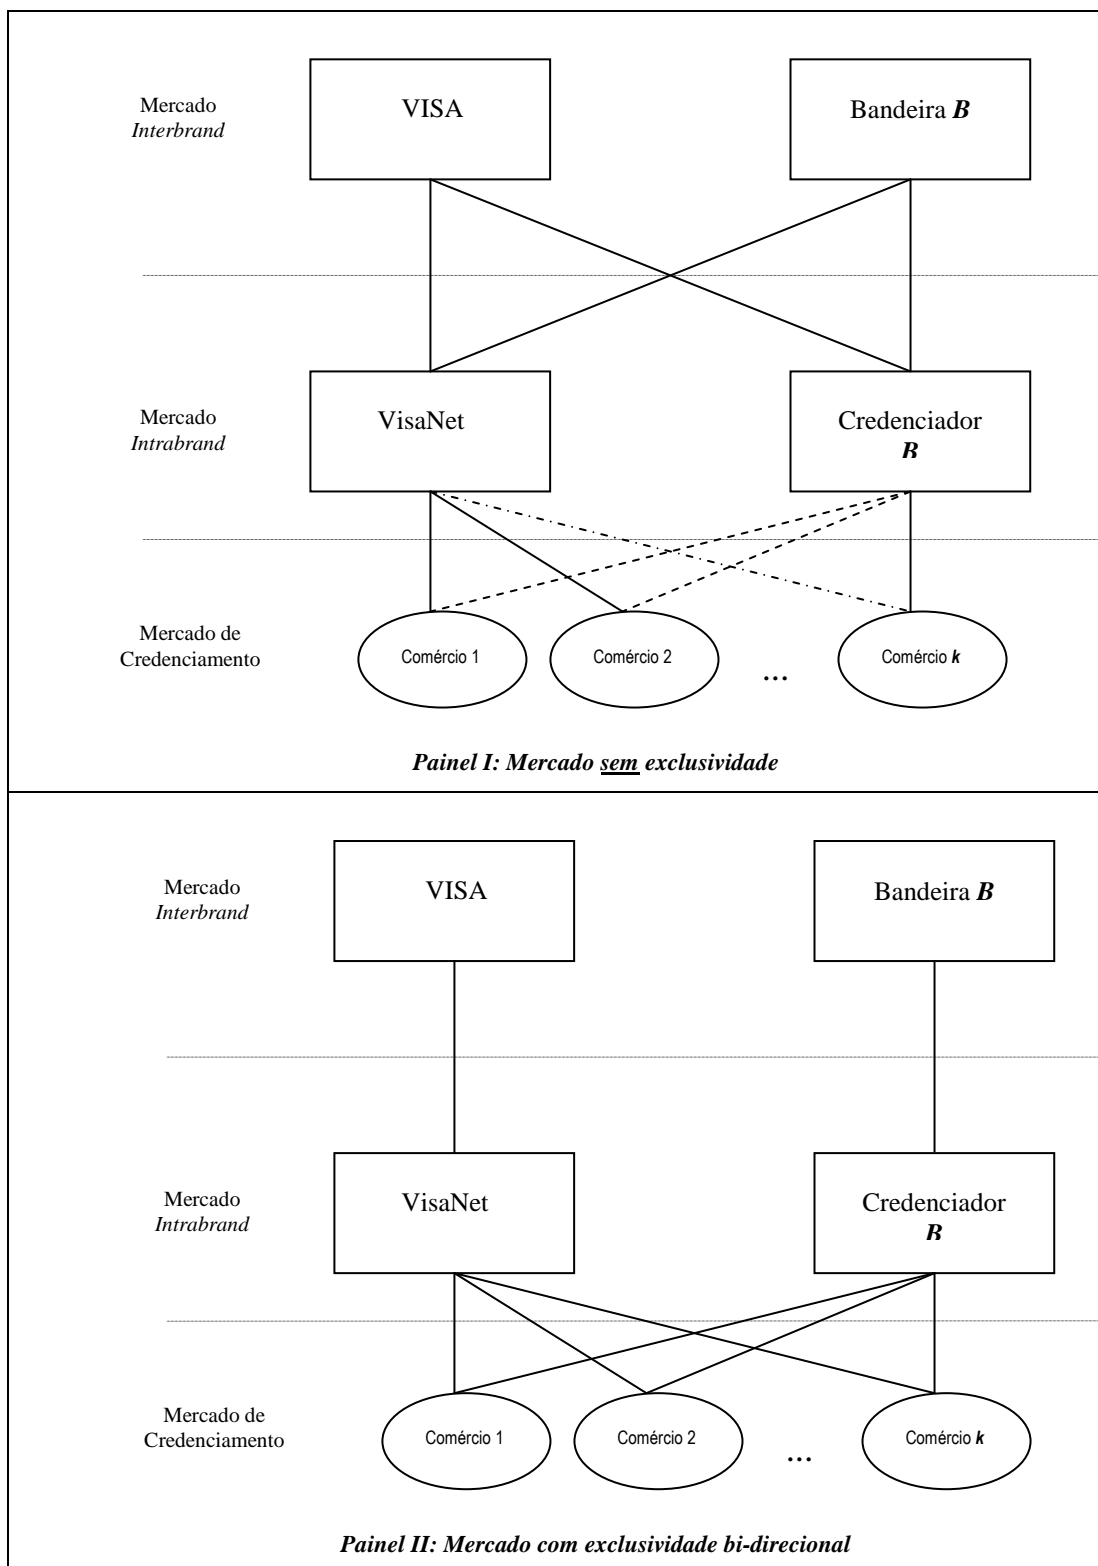 VISA
Bandeira B
Mercado
Interbrand
VisaNet
Credenciador
B
Mercado
Intrabrand
Mercado de
Credenciamento
Comércio 1
Comércio 2
...
Comércio k
Painel I: Mercado sem exclusividade
VISA
Bandeira B
Mercado
Interbrand
VisaNet
Credenciador
B
Mercado
Intrabrand
Mercado de
Credenciamento
Comércio 1
Comércio 2
...
Comércio k
Painel II: Mercado com exclusividade bi-direcional